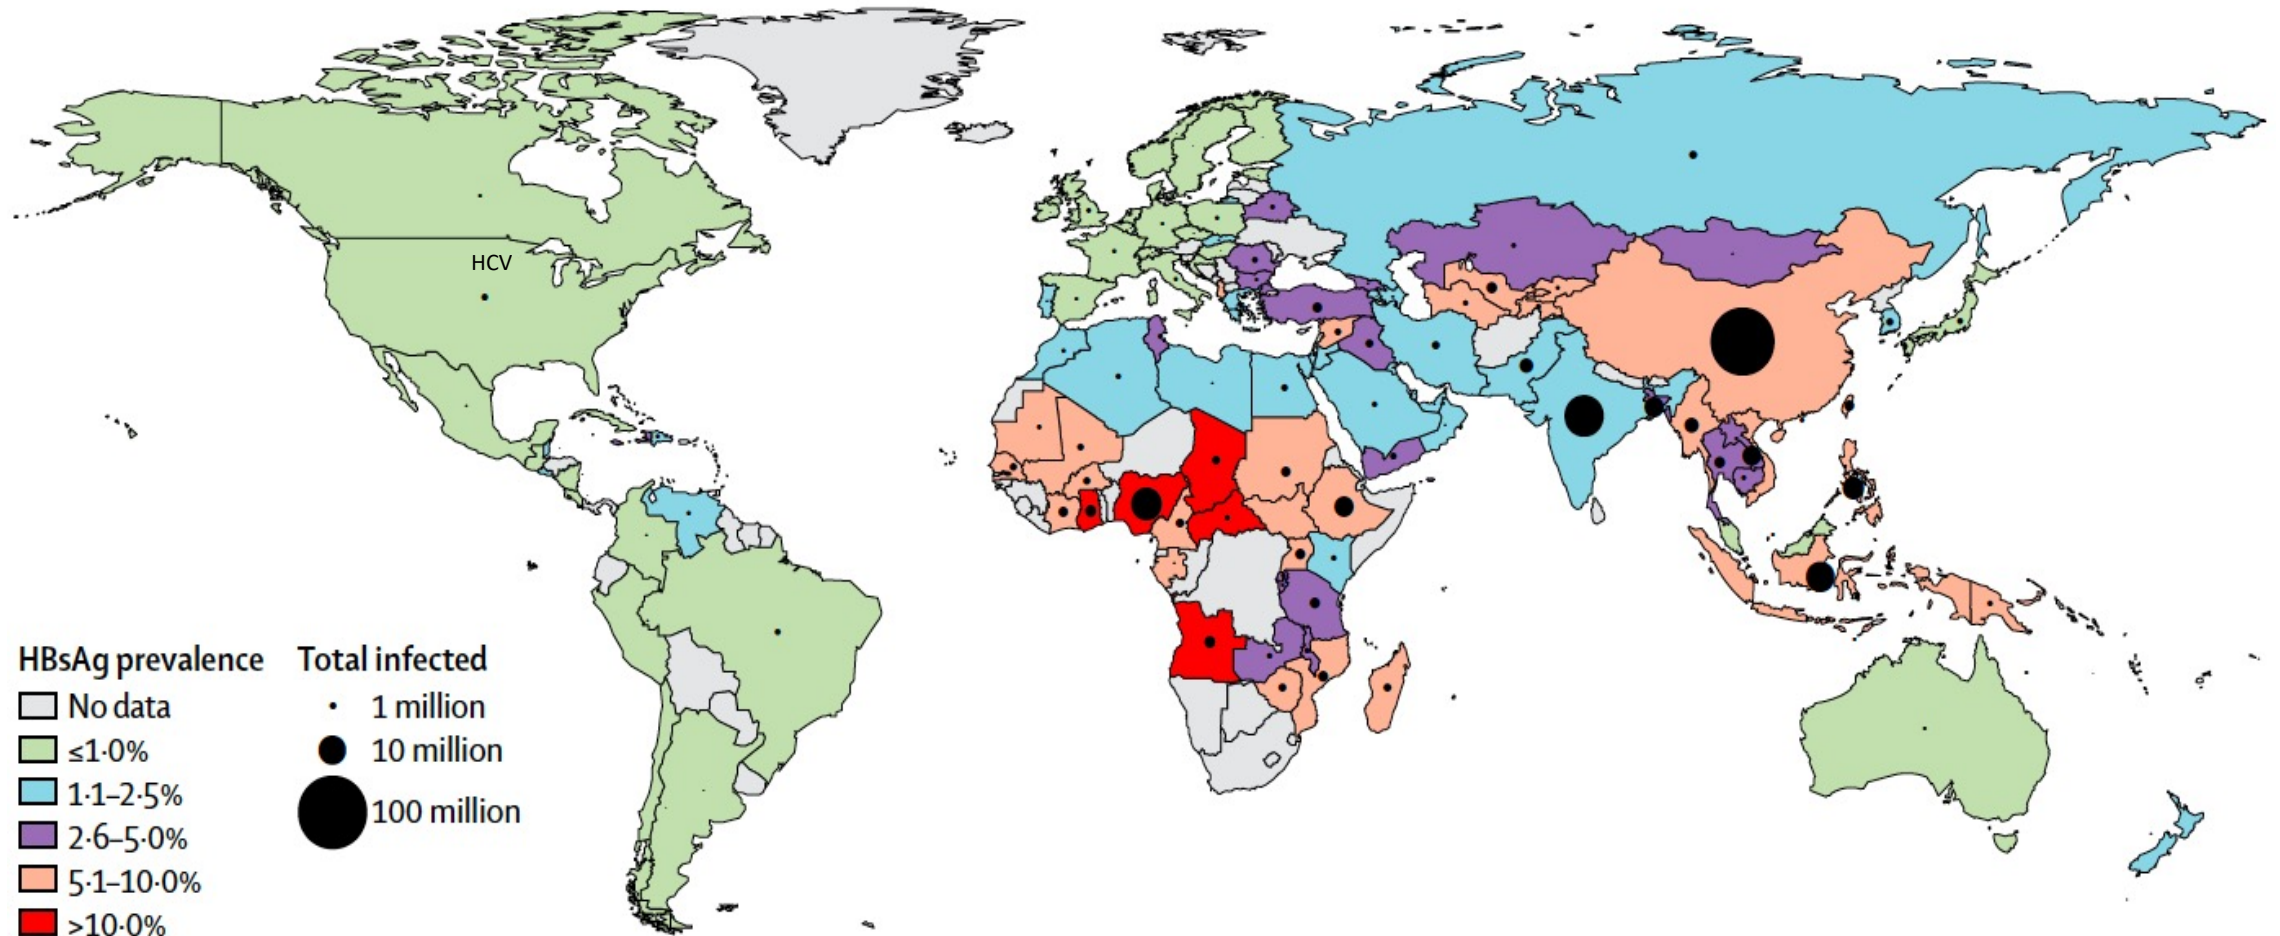 HCV
HBsAg prevalence
No data
≤1·0%
1·1–2·5%
2·6–5·0%
5·1–10·0%
>10·0%
Total infected
1 million
10 million
100 million